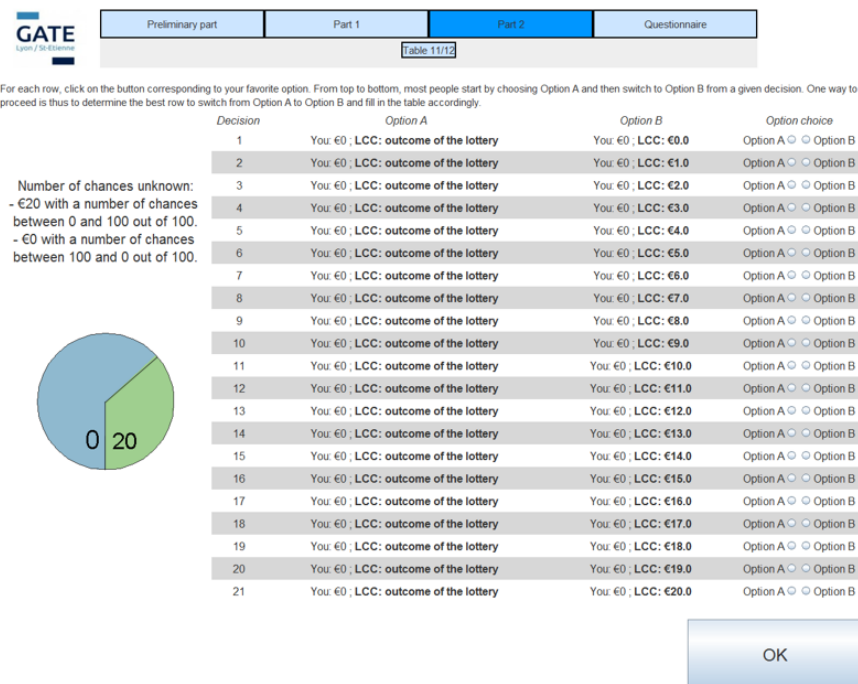 GATE
Lyon / St-Etienne
Preliminary part Part 1 Part 2 Questionnaire
Table 11/12
For each row, click on the button corresponding to your favorite option. From top to bottom, most people start by choosing Option A and then switch to Option B from a given decision. One way to
proceed is thus to determine the best row to switch from Option A to Option B and fill in the table accordingly.
Decision Option A Option B Option choice
1 You: €0 ; LCC: outcome of the lottery You: €0 ; LCC: €0.0 Option A Option B
2 You: €0 ; LCC: outcome of the lottery You: €0 ; LCC: €1.0 Option A Option B
3 You: €0 ; LCC: outcome of the lottery You: €0 ; LCC: €2.0 Option A Option B
4 You: €0 ; LCC: outcome of the lottery You: €0 ; LCC: €3.0 Option A Option B
5 You: €0 ; LCC: outcome of the lottery You: €0 ; LCC: €4.0 Option A Option B
6 You: €0 ; LCC: outcome of the lottery You: €0 ; LCC: €5.0 Option A Option B
7 You: €0 ; LCC: outcome of the lottery You: €0 ; LCC: €6.0 Option A Option B
8 You: €0 ; LCC: outcome of the lottery You: €0 ; LCC: €7.0 Option A Option B
9 You: €0 ; LCC: outcome of the lottery You: €0 ; LCC: €8.0 Option A Option B
10 You: €0 ; LCC: outcome of the lottery You: €0 ; LCC: €9.0 Option A Option B
11 You: €0 ; LCC: outcome of the lottery You: €0 ; LCC: €10.0 Option A Option B
12 You: €0 ; LCC: outcome of the lottery You: €0 ; LCC: €11.0 Option A Option B
13 You: €0 ; LCC: outcome of the lottery You: €0 ; LCC: €12.0 Option A Option B
14 You: €0 ; LCC: outcome of the lottery You: €0 ; LCC: €13.0 Option A Option B
15 You: €0 ; LCC: outcome of the lottery You: €0 ; LCC: €14.0 Option A Option B
16 You: €0 ; LCC: outcome of the lottery You: €0 ; LCC: €15.0 Option A Option B
17 You: €0 ; LCC: outcome of the lottery You: €0 ; LCC: €16.0 Option A Option B
18 You: €0 ; LCC: outcome of the lottery You: €0 ; LCC: €17.0 Option A Option B
19 You: €0 ; LCC: outcome of the lottery You: €0 ; LCC: €18.0 Option A Option B
20 You: €0 ; LCC: outcome of the lottery You: €0 ; LCC: €19.0 Option A Option B
21 You: €0 ; LCC: outcome of the lottery You: €0 ; LCC: €20.0 Option A Option B
Number of chances unknown:
- €20 with a number of chances
between 0 and 100 out of 100.
- €0 with a number of chances
between 100 and 0 out of 100.
0 20
OK